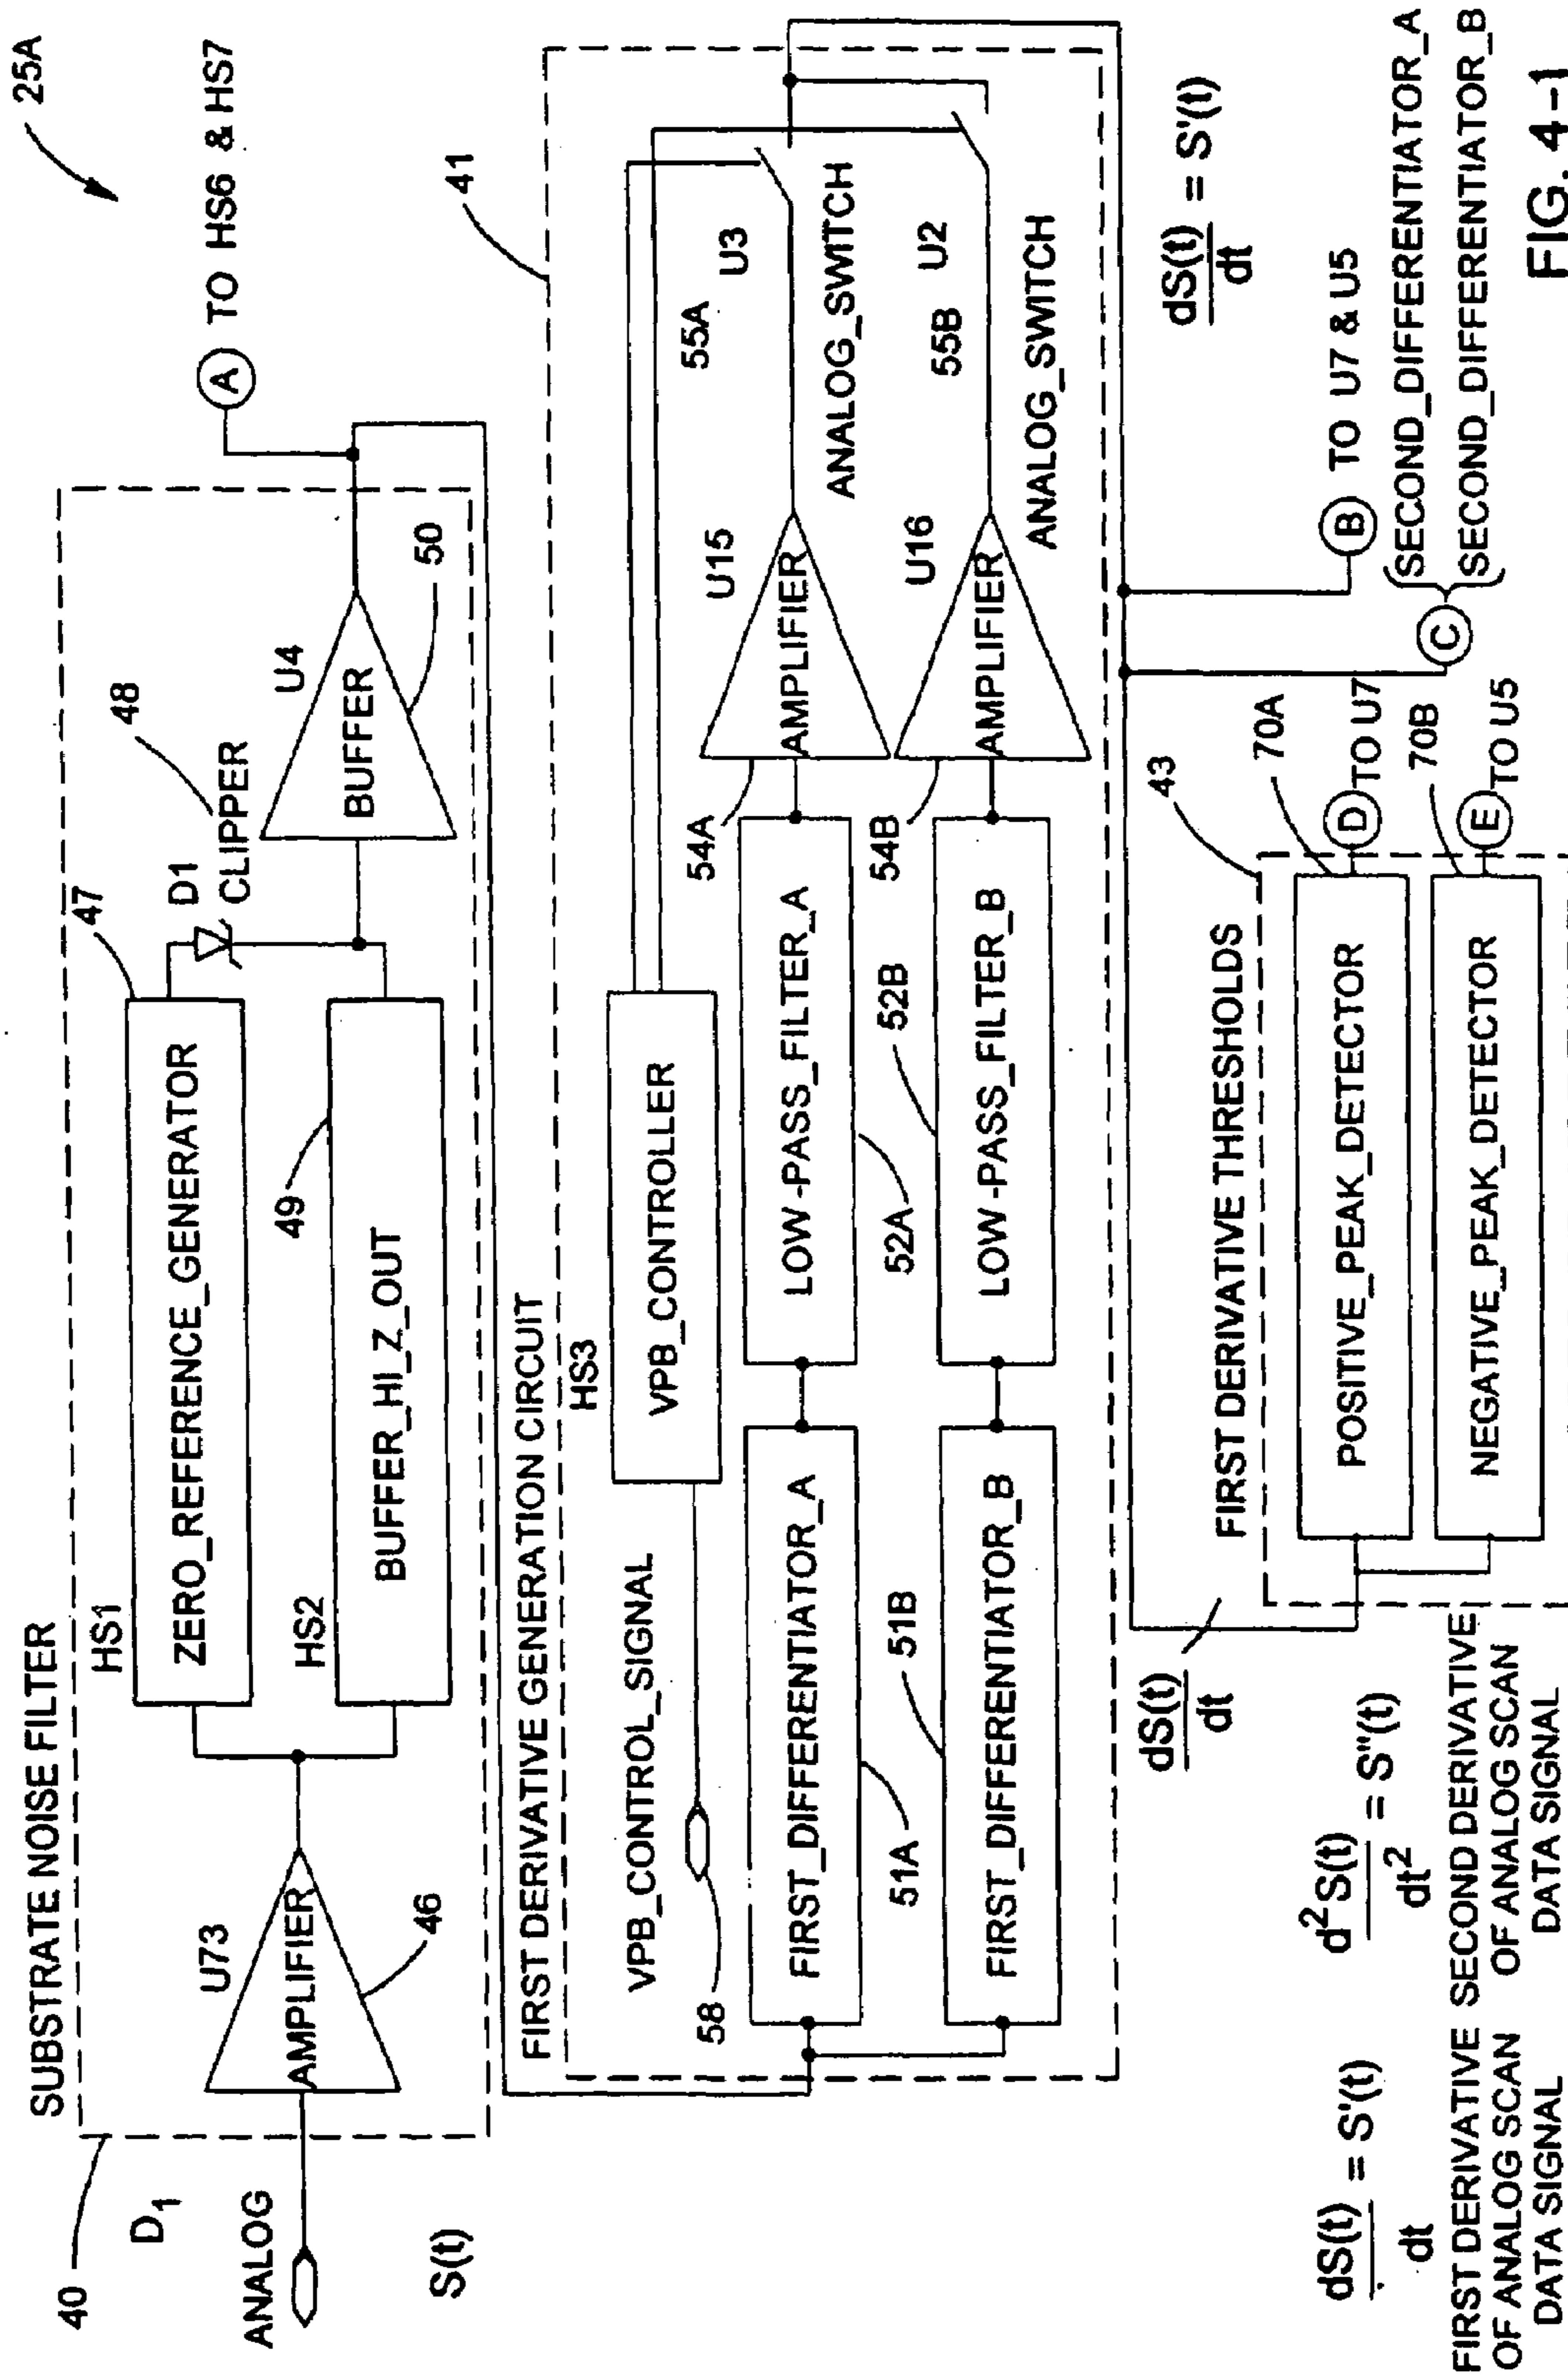 25A
SUBSTRATE NOISE FILTER
40
D1
ANALOG
S(t)
U73
AMPLIFIER
46
HS1
ZERO_REFERENCE_GENERATOR
47
HS2
BUFFER_HI_Z_OUT
49
D1
CLIPPER
48
U4
BUFFER
50
A TO HS6 & HS7
FIRST DERIVATIVE GENERATION CIRCUIT
41
VPB_CONTROL_SIGNAL
58
HS3
VPB_CONTROLLER
FIRST_DIFFERENTIATOR_A
51A
LOW-PASS_FILTER_A
52A
54A
U15
AMPLIFIER
55A
U3
ANALOG_SWITCH
FIRST_DIFFERENTIATOR_B
51B
LOW-PASS_FILTER_B
52B
54B
U16
AMPLIFIER
55B
U2
ANALOG_SWITCH
dS(t)
dt
dS(t) = S'(t)
dt
FIRST DERIVATIVE THRESHOLDS
43
POSITIVE_PEAK_DETECTOR
70A
D TO U7
NEGATIVE_PEAK_DETECTOR
70B
E TO U5
B TO U7 & U5
C
SECOND_DIFFERENTIATOR_A
SECOND_DIFFERENTIATOR_B
dS(t) = S'(t)
dt
FIRST DERIVATIVE
OF ANALOG SCAN
DATA SIGNAL
d²S(t) = S''(t)
dt²
SECOND DERIVATIVE
OF ANALOG SCAN
DATA SIGNAL
FIG. 4-1